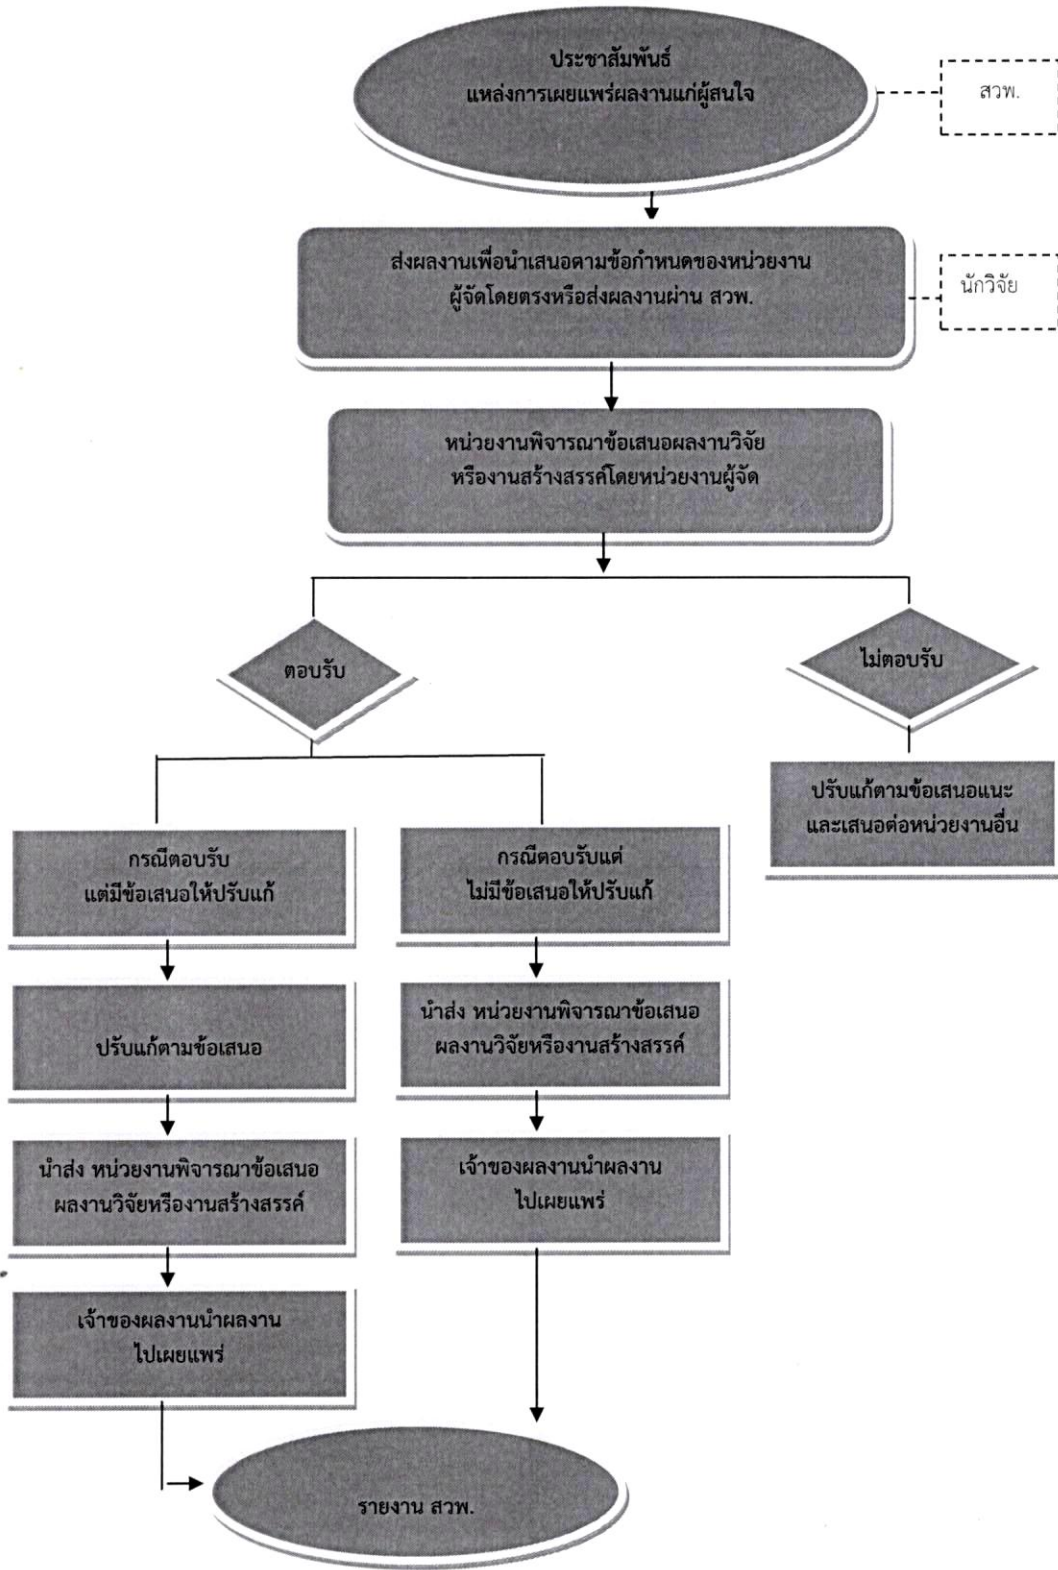 ประชาสัมพันธ์
แหล่งการเผยแพร่ผลงานแก่ผู้สนใจ
สวพ.
ส่งผลงานเพื่อนำเสนอตามข้อกำหนดของหน่วยงาน
ผู้จัดโดยตรงหรือส่งผลงานผ่าน สวพ.
นักวิจัย
หน่วยงานพิจารณาข้อเสนอผลงานวิจัย
หรืองานสร้างสรรค์โดยหน่วยงานผู้จัด
ตอบรับ
ไม่ตอบรับ
ปรับแก้ตามข้อเสนอแนะ
และเสนอต่อหน่วยงานอื่น
กรณีตอบรับ
แต่มีข้อเสนอให้ปรับแก้
กรณีตอบรับแต่
ไม่มีข้อเสนอให้ปรับแก้
ปรับแก้ตามข้อเสนอ
นำส่ง หน่วยงานพิจารณาข้อเสนอ
ผลงานวิจัยหรืองานสร้างสรรค์
นำส่ง หน่วยงานพิจารณาข้อเสนอ
ผลงานวิจัยหรืองานสร้างสรรค์
เจ้าของผลงานนำผลงาน
ไปเผยแพร่
เจ้าของผลงานนำผลงาน
ไปเผยแพร่
รายงาน สวพ.